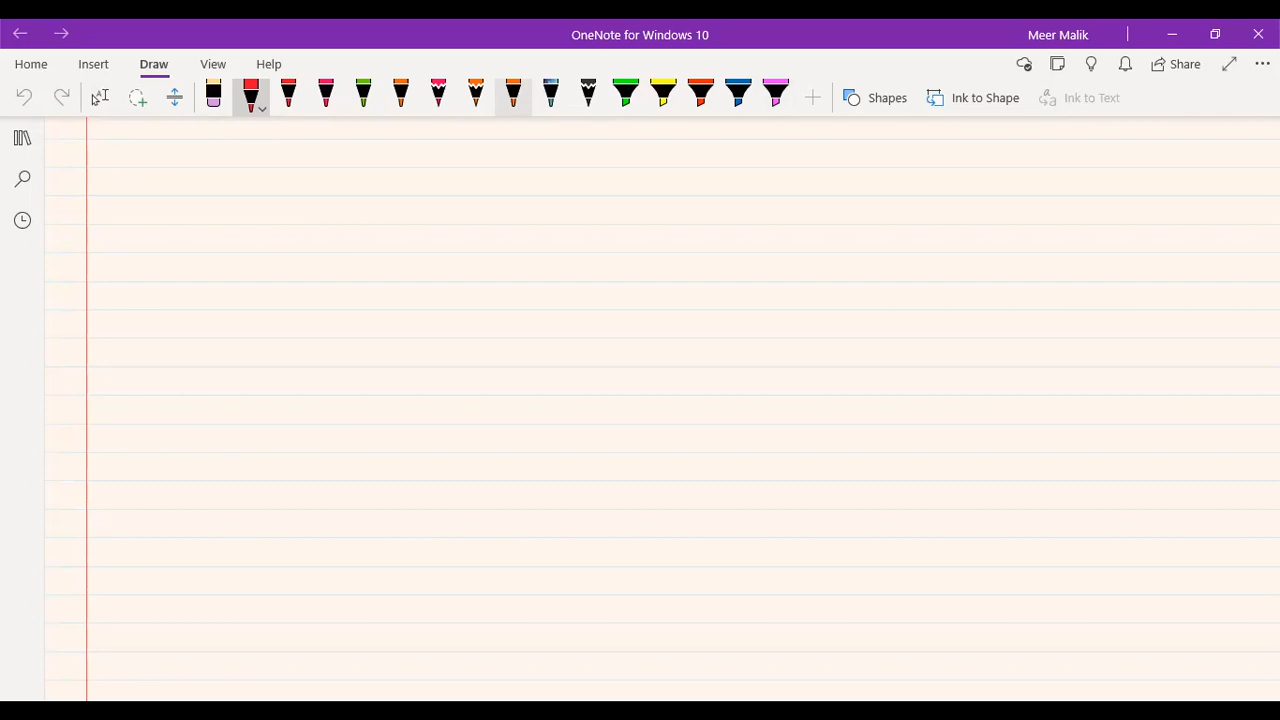 OneNote for Windows 10
Meer Malik
Home Insert Draw View Help
Share
Shapes
Ink to Shape
Ink to Text